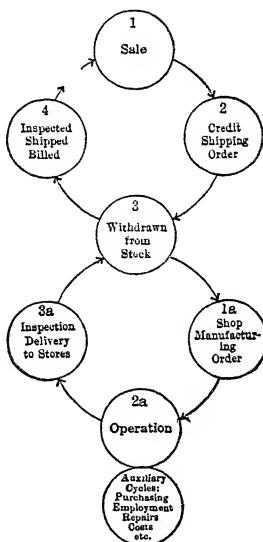 1
Sale
2
Credit
Shipping
Order
4
Inspected
Shipped
Billed
3
Withdrawn
from
Stock
3a
Inspection
Delivery
to Stores
1a
Shop
Manufactur-
ing
Order
2a
Operation
Auxiliary
Cycles:
Purchasing
Employment
Repairs
Costs
etc.